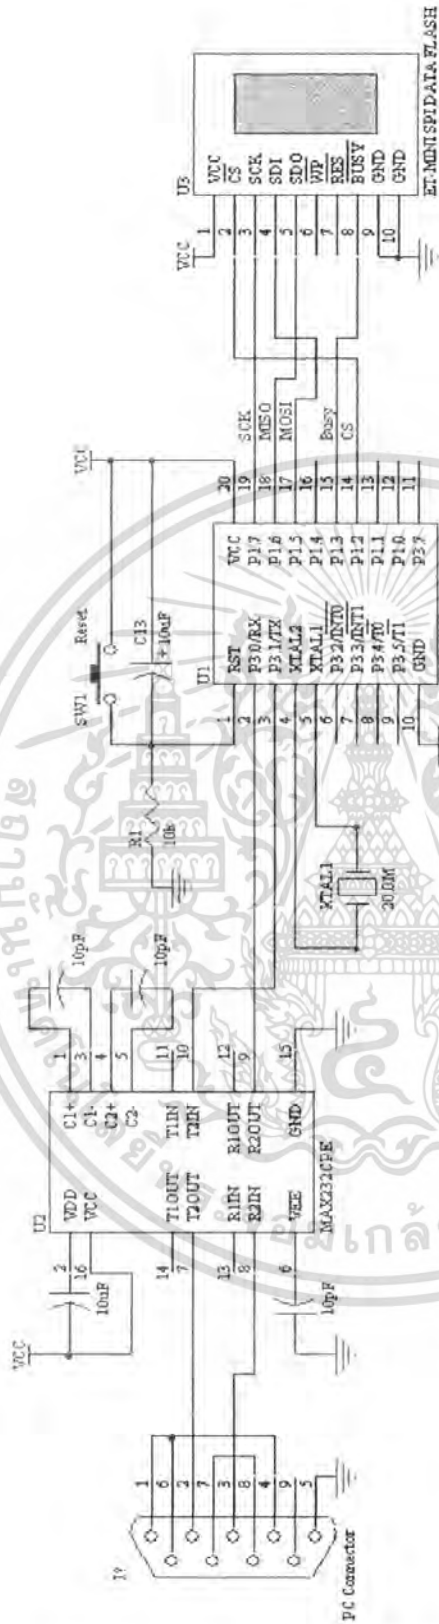 J?
PC Connector
1
6
2
7
3
8
4
9
5
VCC
10uF
2
16
14
7
13
8
6
10pF
U2
VDD
VCC
T1OUT
T2OUT
R1IN
R2IN
VEE
C1+
C1-
C2+
C2-
T1IN
T2IN
R1OUT
R2OUT
GND
MAX232CPE
1
3
4
5
11
10
12
9
15
10pF
10pF
R1
10k
SW1
Reset
C13
+ 10uF
VCC
XTAL1
20.0M
1
2
3
4
5
6
7
8
9
10
U1
RST
P3.0/RX
P3.1/TX
XTAL2
XTAL1
P3.2/INT0
P3.3/INT1
P3.4/T0
P3.5/T1
GND
VCC
P1.7
P1.6
P1.5
P1.4
P1.3
P1.2
P1.1
P1.0
P3.7
20
19
18
17
16
15
14
13
12
11
SCK
MISO
MOSI
Busy
CS
VCC
1
2
3
4
5
6
7
8
9
10
U3
VCC
CS
SCK
SDI
SDO
WP
RES
BUSY
GND
GND
ET-MINI SPI DATA FLASH